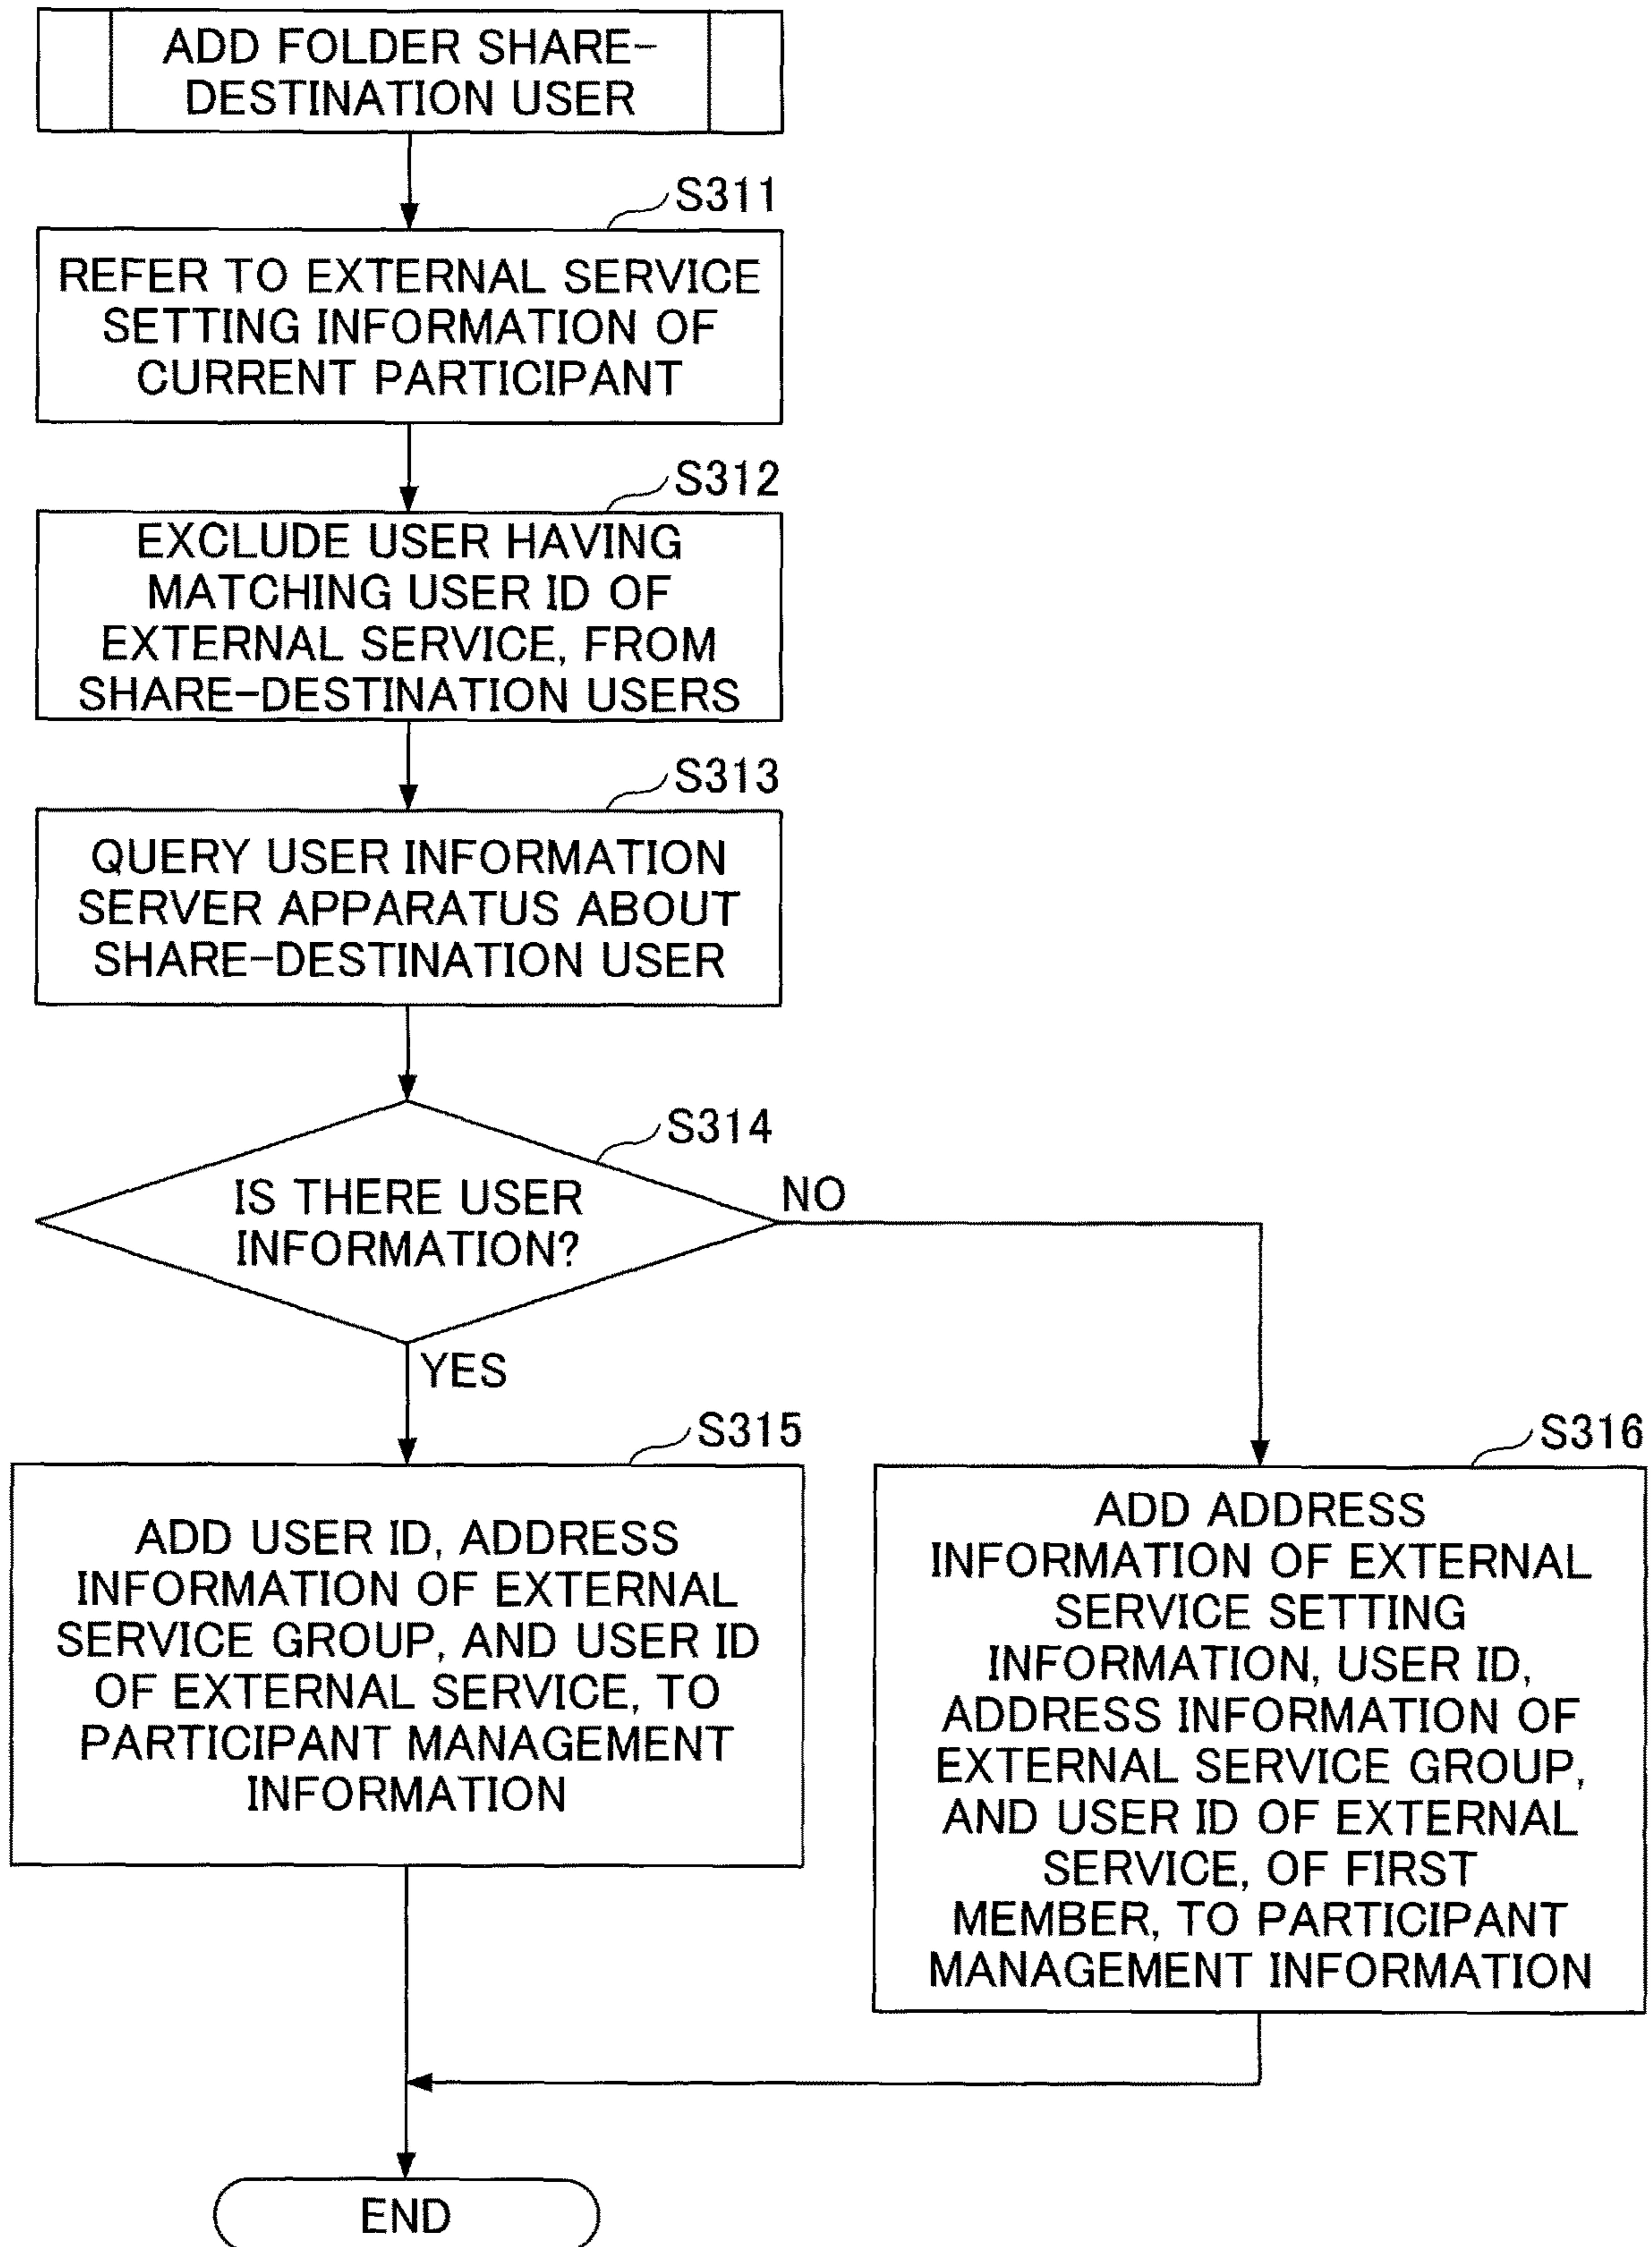 ADD FOLDER SHARE-
DESTINATION USER
S311
REFER TO EXTERNAL SERVICE
SETTING INFORMATION OF
CURRENT PARTICIPANT
S312
EXCLUDE USER HAVING
MATCHING USER ID OF
EXTERNAL SERVICE, FROM
SHARE-DESTINATION USERS
S313
QUERY USER INFORMATION
SERVER APPARATUS ABOUT
SHARE-DESTINATION USER
S314
IS THERE USER
INFORMATION?
NO
YES
S315
ADD USER ID, ADDRESS
INFORMATION OF EXTERNAL
SERVICE GROUP, AND USER ID
OF EXTERNAL SERVICE, TO
PARTICIPANT MANAGEMENT
INFORMATION
S316
ADD ADDRESS
INFORMATION OF EXTERNAL
SERVICE SETTING
INFORMATION, USER ID,
ADDRESS INFORMATION OF
EXTERNAL SERVICE GROUP,
AND USER ID OF EXTERNAL
SERVICE, OF FIRST
MEMBER, TO PARTICIPANT
MANAGEMENT INFORMATION
END